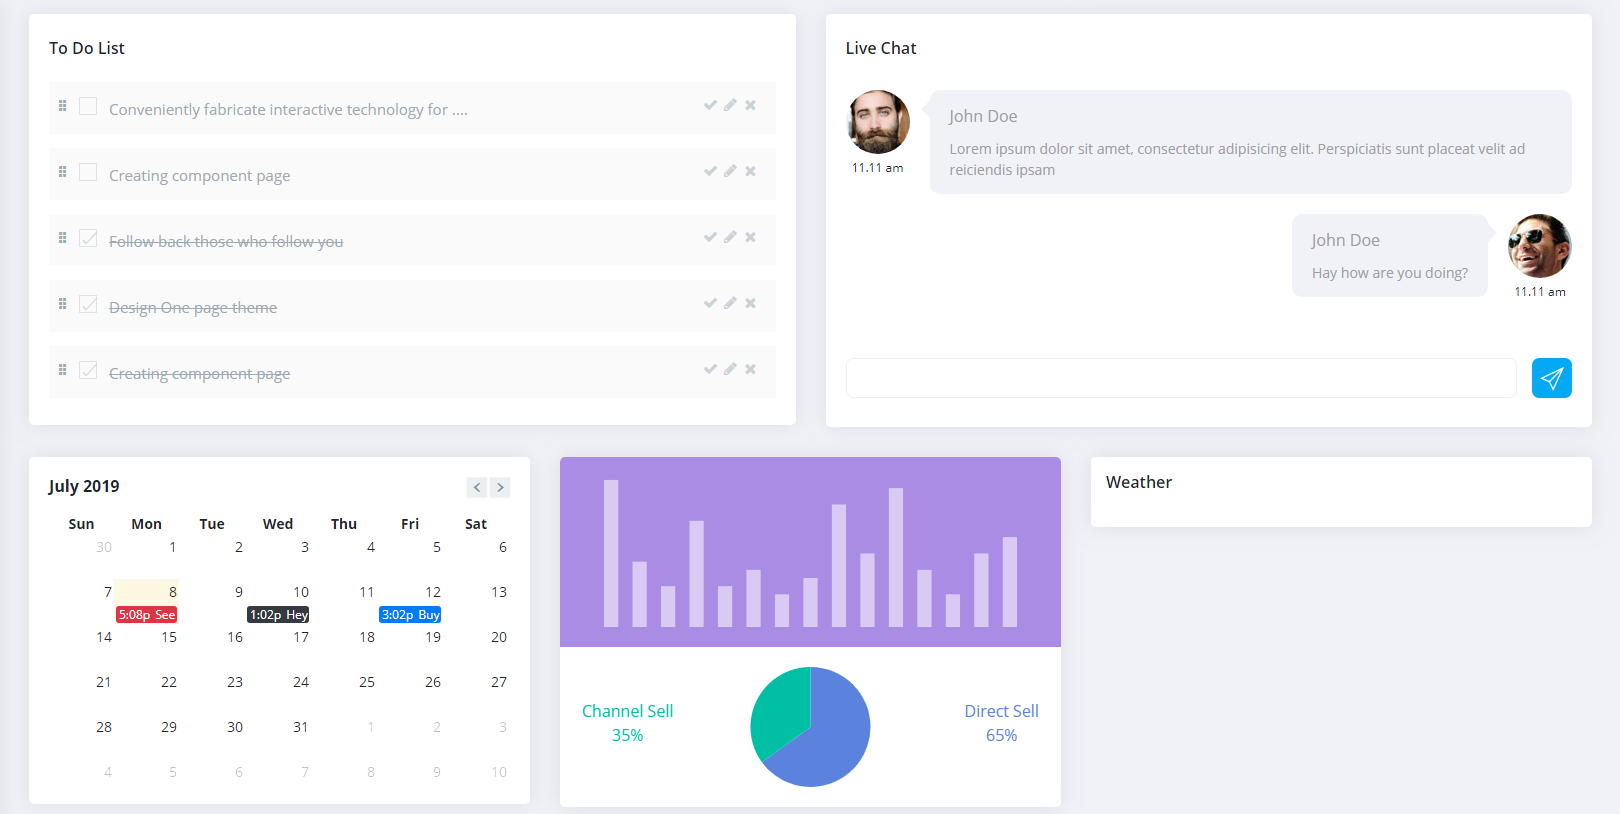 To Do List
Conveniently fabricate interactive technology for ....
Creating component page
Follow back those who follow you
Design One page theme
Creating component page
Live Chat
John Doe
Lorem ipsum dolor sit amet, consectetur adipisicing elit. Perspiciatis sunt placeat velit ad
reiciendis ipsam
11.11 am
John Doe
Hay how are you doing?
11.11 am
July 2019
Sun Mon Tue Wed Thu Fri Sat
30 1 2 3 4 5 6
7 8 9 10 11 12 13
5:08p See 1:02p Hey 3:02p Buy
14 15 16 17 18 19 20
21 22 23 24 25 26 27
28 29 30 31 1 2 3
4 5 6 7 8 9 10
Channel Sell
35%
Direct Sell
65%
Weather